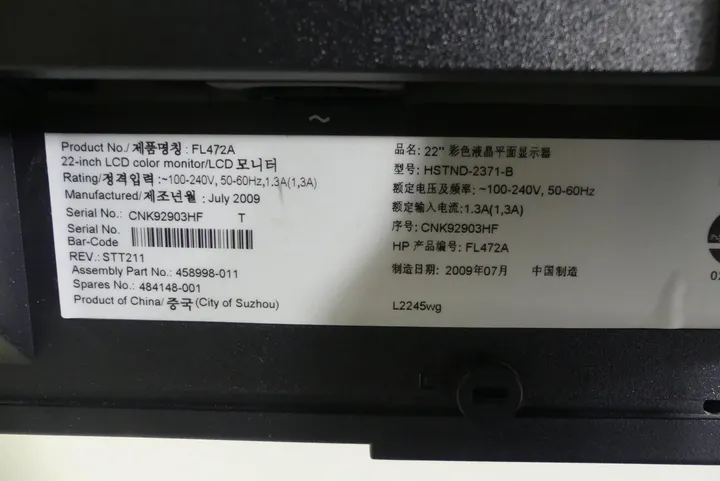 ~
Product No./ 제품명칭 : FL472A
22-inch LCD color monitor/LCD 모니터
Rating/정격입력 :~100-240V, 50-60Hz,1.3A(1,3A)
Manufactured/ 제조년월 : July 2009
Serial No.: CNK92903HF T
Serial No.
Bar-Code
REV.: STT211
Assembly Part No.: 458998-011
Spares No.: 484148-001
Product of China/ 중국 (City of Suzhou)
品名: 22" 彩色液晶平面显示器
型号: HSTND-2371-B
额定电压及频率: ~100-240V, 50-60Hz
额定输入电流:1.3A(1,3A)
序号: CNK92903HF
HP 产品编号: FL472A
制造日期: 2009年07月 中国制造
L2245wg